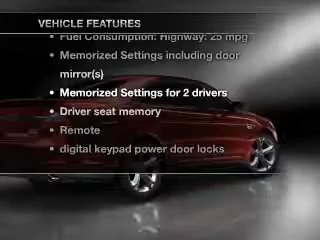 VEHICLE FEATURES
• Fuel Consumption: Highway: 25 mpg
• Memorized Settings including door
mirror(s)
• Memorized Settings for 2 drivers
• Driver seat memory
• Remote
• digital keypad power door locks